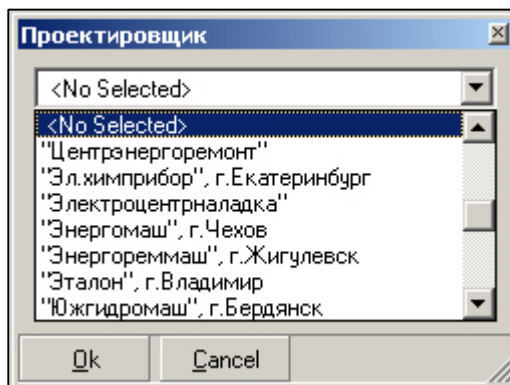 Проектировщик
<No Selected>
<No Selected>
"Центрэнергоремонт"
"Эл.химприбор", г.Екатеринбург
"Электроцентрналадка"
"Энергомаш", г.Чехов
"Энергореммаш", г.Жигулевск
"Эталон", г.Владимир
"Южгидромаш", г.Бердянск
Ok Cancel